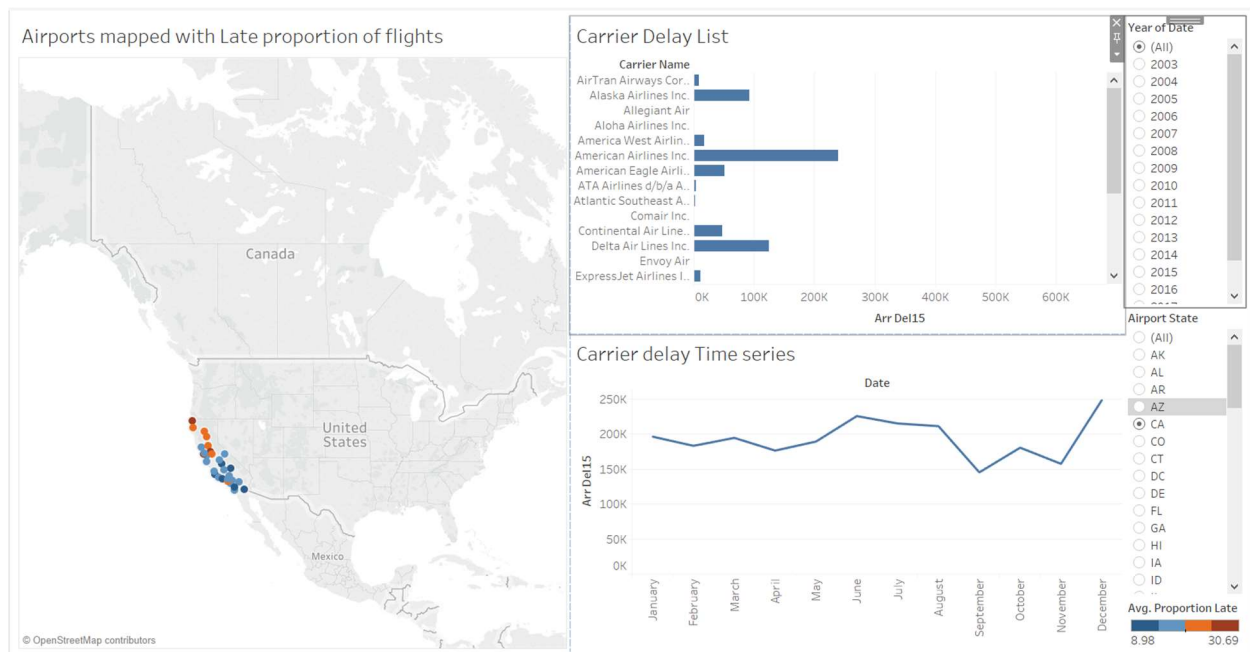 Airports mapped with Late proportion of flights
Canada
United
States
Mexico
© OpenStreetMap contributors
Carrier Delay List
Carrier Name
AirTran Airways Cor..
Alaska Airlines Inc.
Allegiant Air
Aloha Airlines Inc.
America West Airlin..
American Airlines Inc.
American Eagle Airli..
ATA Airlines d/b/a A..
Atlantic Southeast A..
Comair Inc.
Continental Air Line..
Delta Air Lines Inc.
Envoy Air
ExpressJet Airlines I..
0K 100K 200K 300K 400K 500K 600K
Arr Del15
Carrier delay Time series
Date
250K
200K
150K
100K
50K
0K
Arr Del15
January
February
March
April
May
June
July
August
September
October
November
December
Year of Date
(All)
2003
2004
2005
2006
2007
2008
2009
2010
2011
2012
2013
2014
2015
2016
Airport State
(All)
AK
AL
AR
AZ
CA
CO
CT
DC
DE
FL
GA
HI
IA
ID
Avg. Proportion Late
8.98 30.69